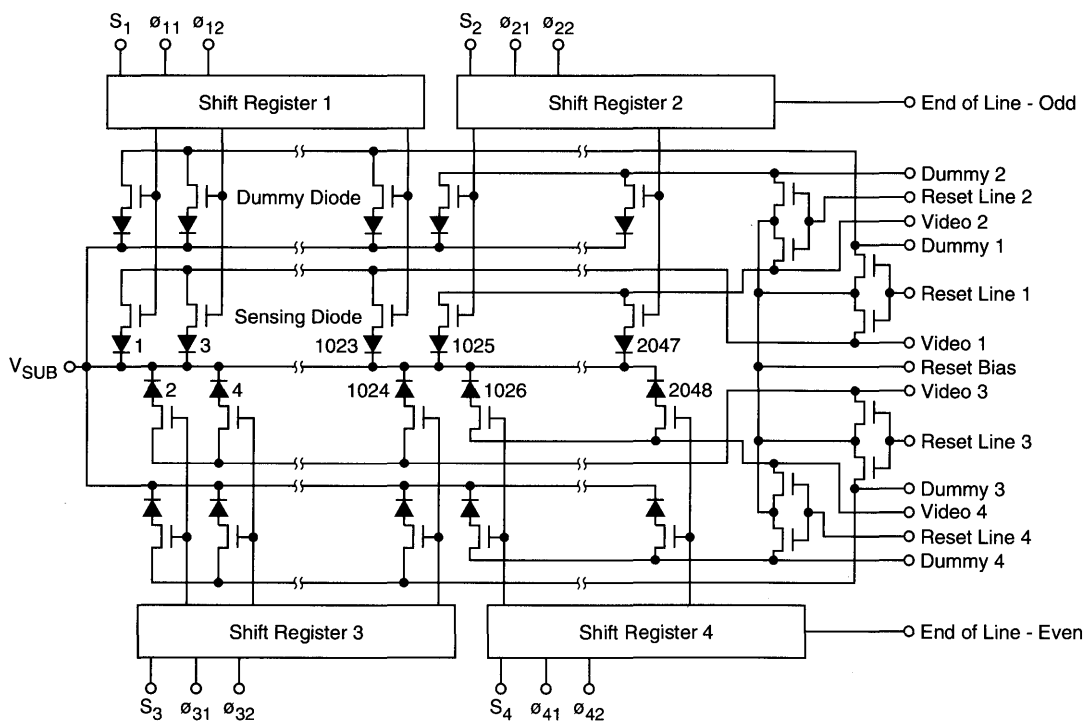 S1 ø11 ø12
S2 ø21 ø22
Shift Register 1
Shift Register 2
End of Line - Odd
Dummy Diode
Dummy 2
Reset Line 2
Video 2
Dummy 1
Sensing Diode
Reset Line 1
1
3
1023
1025
2047
Video 1
VSUB
Reset Bias
2
4
1024
1026
2048
Video 3
Reset Line 3
Dummy 3
Video 4
Reset Line 4
Dummy 4
Shift Register 3
Shift Register 4
End of Line - Even
S3 ø31 ø32
S4 ø41 ø42